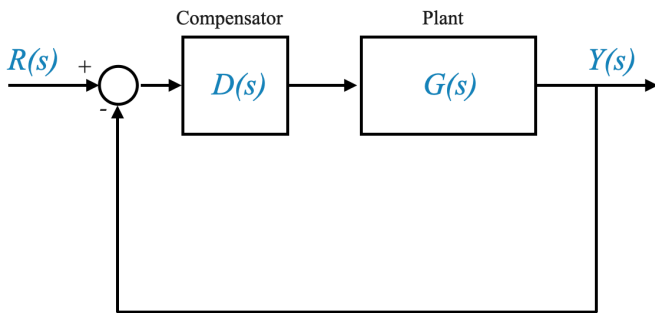 Compensator Plant
R(s) + D(s) G(s) Y(s)
-